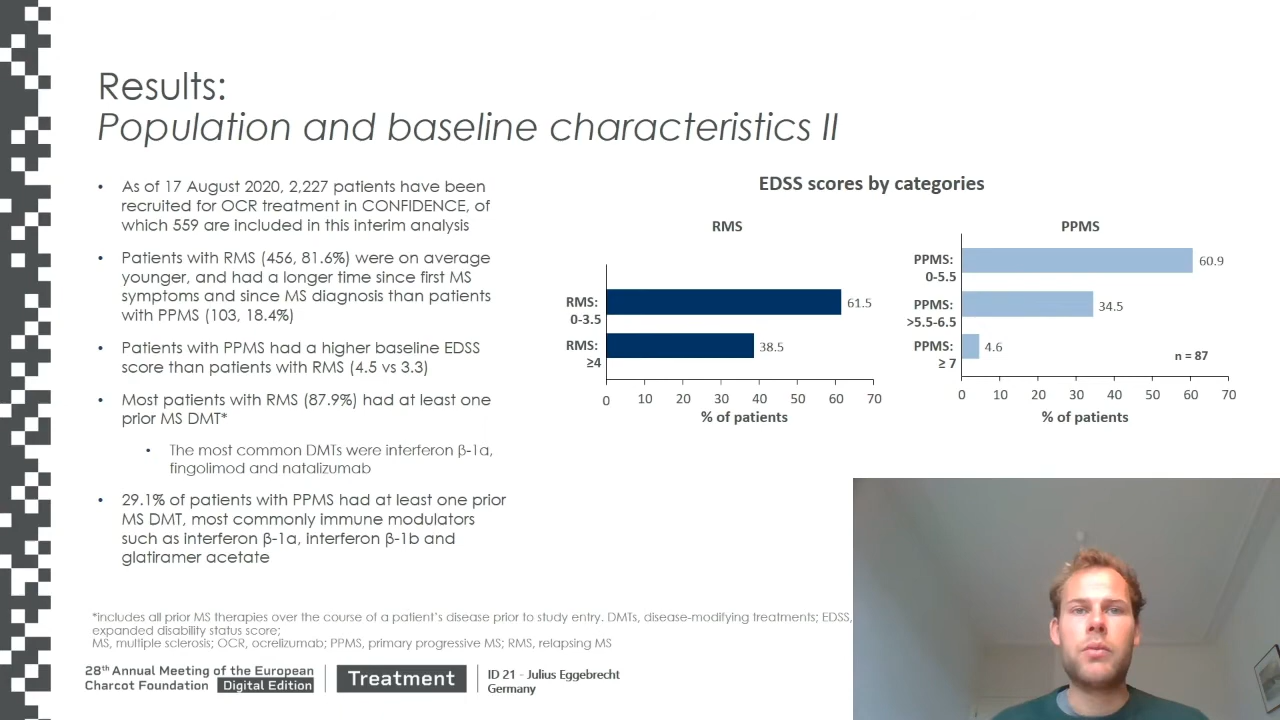 Results:
Population and baseline characteristics II
• As of 17 August 2020, 2,227 patients have been
recruited for OCR treatment in CONFIDENCE, of
which 559 are included in this interim analysis
• Patients with RMS (456, 81.6%) were on average
younger, and had a longer time since first MS
symptoms and since MS diagnosis than patients
with PPMS (103, 18.4%)
• Patients with PPMS had a higher baseline EDSS
score than patients with RMS (4.5 vs 3.3)
• Most patients with RMS (87.9%) had at least one
prior MS DMT*
• The most common DMTs were interferon β-1a,
fingolimod and natalizumab
• 29.1% of patients with PPMS had at least one prior
MS DMT, most commonly immune modulators
such as interferon β-1a, interferon β-1b and
glatiramer acetate
EDSS scores by categories
RMS
RMS:
0-3.5
61.5
RMS:
≥4
38.5
0 10 20 30 40 50 60 70
% of patients
PPMS
PPMS:
0-5.5
60.9
PPMS:
>5.5-6.5
34.5
PPMS:
≥ 7
4.6
n = 87
0 10 20 30 40 50 60 70
% of patients
*includes all prior MS therapies over the course of a patient's disease prior to study entry. DMTs, disease-modifying treatments; EDSS,
expanded disability status score;
MS, multiple sclerosis; OCR, ocrelizumab; PPMS, primary progressive MS; RMS, relapsing MS
28th Annual Meeting of the European
Charcot Foundation Digital Edition
Treatment
ID 21 - Julius Eggebrecht
Germany